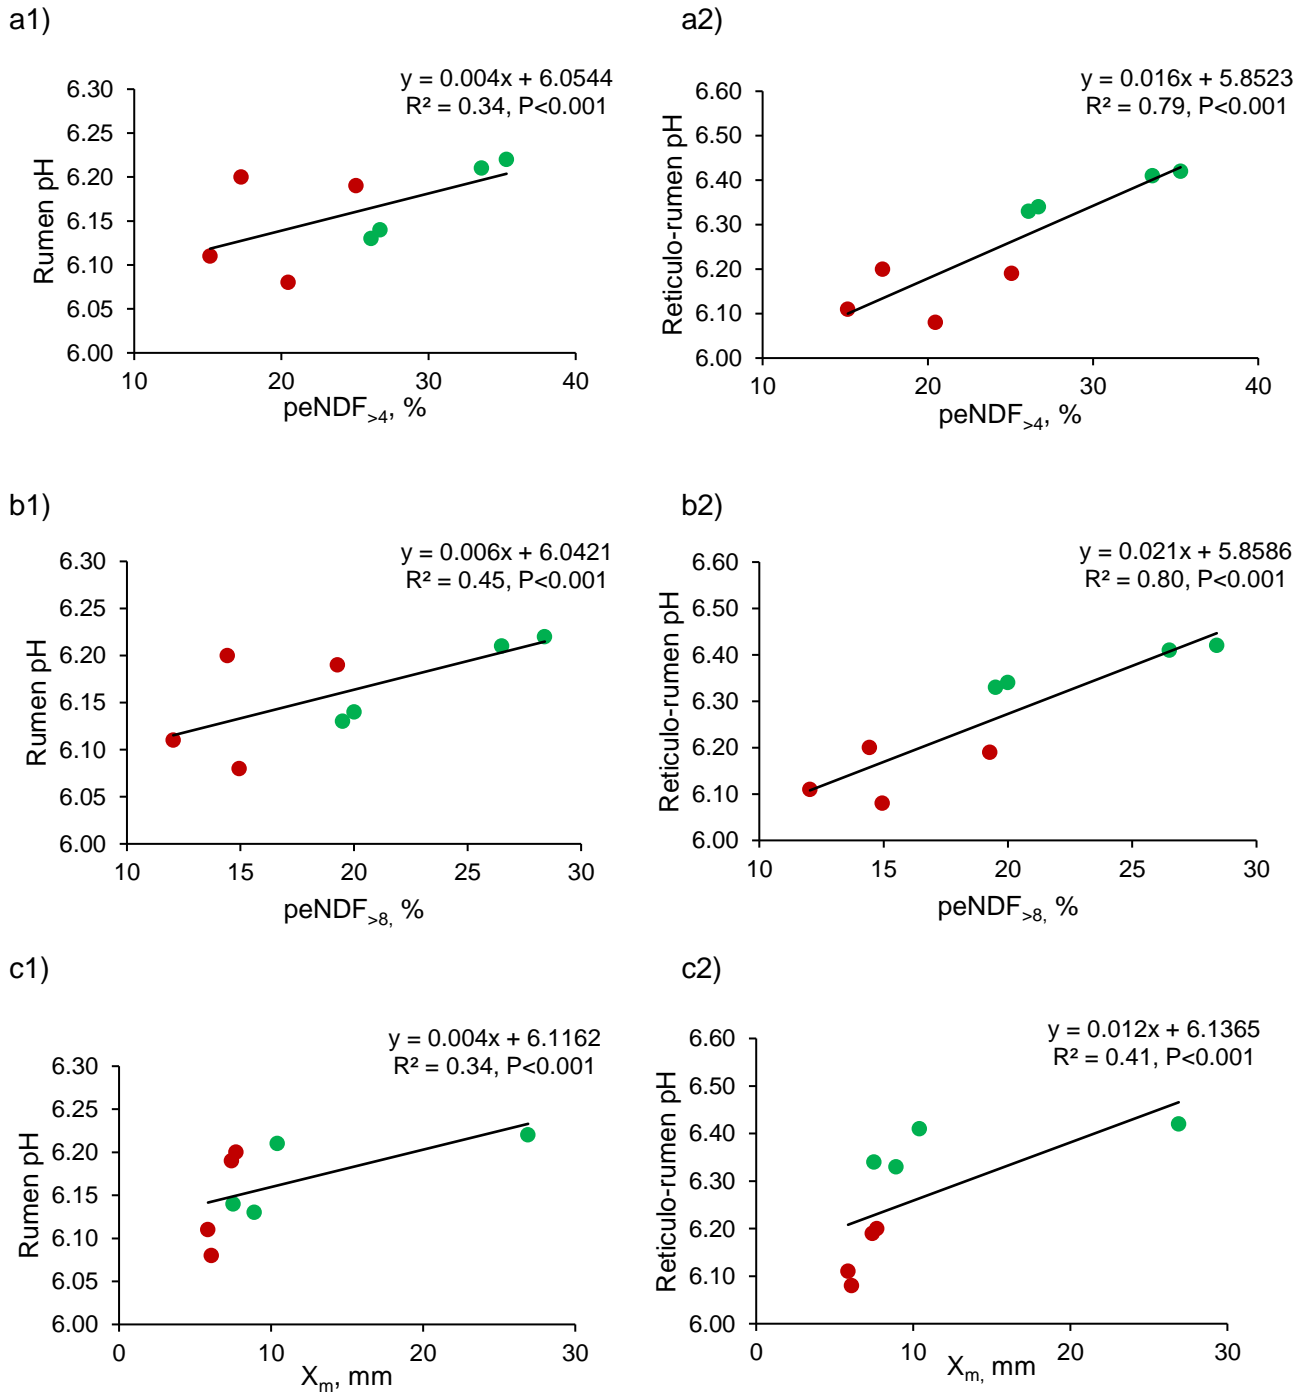 a1)
y = 0.004x + 6.0544
R² = 0.34, P<0.001
6.30
6.25
6.20
6.15
6.10
6.05
6.00
Rumen pH
10 20 30 40
peNDF>4, %
a2)
y = 0.016x + 5.8523
R² = 0.79, P<0.001
6.60
6.50
6.40
6.30
6.20
6.10
6.00
Reticulo-rumen pH
10 20 30 40
peNDF>4, %
b1)
y = 0.006x + 6.0421
R² = 0.45, P<0.001
6.30
6.25
6.20
6.15
6.10
6.05
6.00
Rumen pH
10 15 20 25 30
peNDF>8, %
b2)
y = 0.021x + 5.8586
R² = 0.80, P<0.001
6.60
6.50
6.40
6.30
6.20
6.10
6.00
Reticulo-rumen pH
10 15 20 25 30
peNDF>8, %
c1)
y = 0.004x + 6.1162
R² = 0.34, P<0.001
6.30
6.25
6.20
6.15
6.10
6.05
6.00
Rumen pH
0 10 20 30
Xm, mm
c2)
y = 0.012x + 6.1365
R² = 0.41, P<0.001
6.60
6.50
6.40
6.30
6.20
6.10
6.00
Reticulo-rumen pH
0 10 20 30
Xm, mm